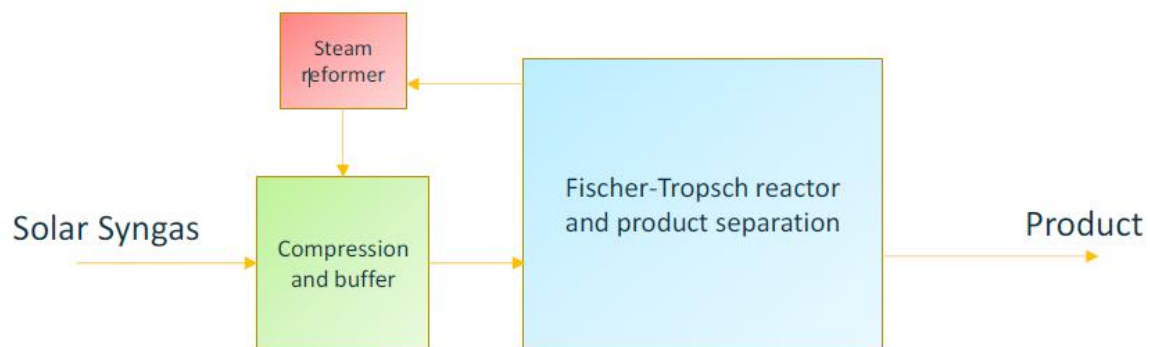 Steam
reformer
Fischer-Tropsch reactor
and product separation
Solar Syngas
Product
Compression
and buffer